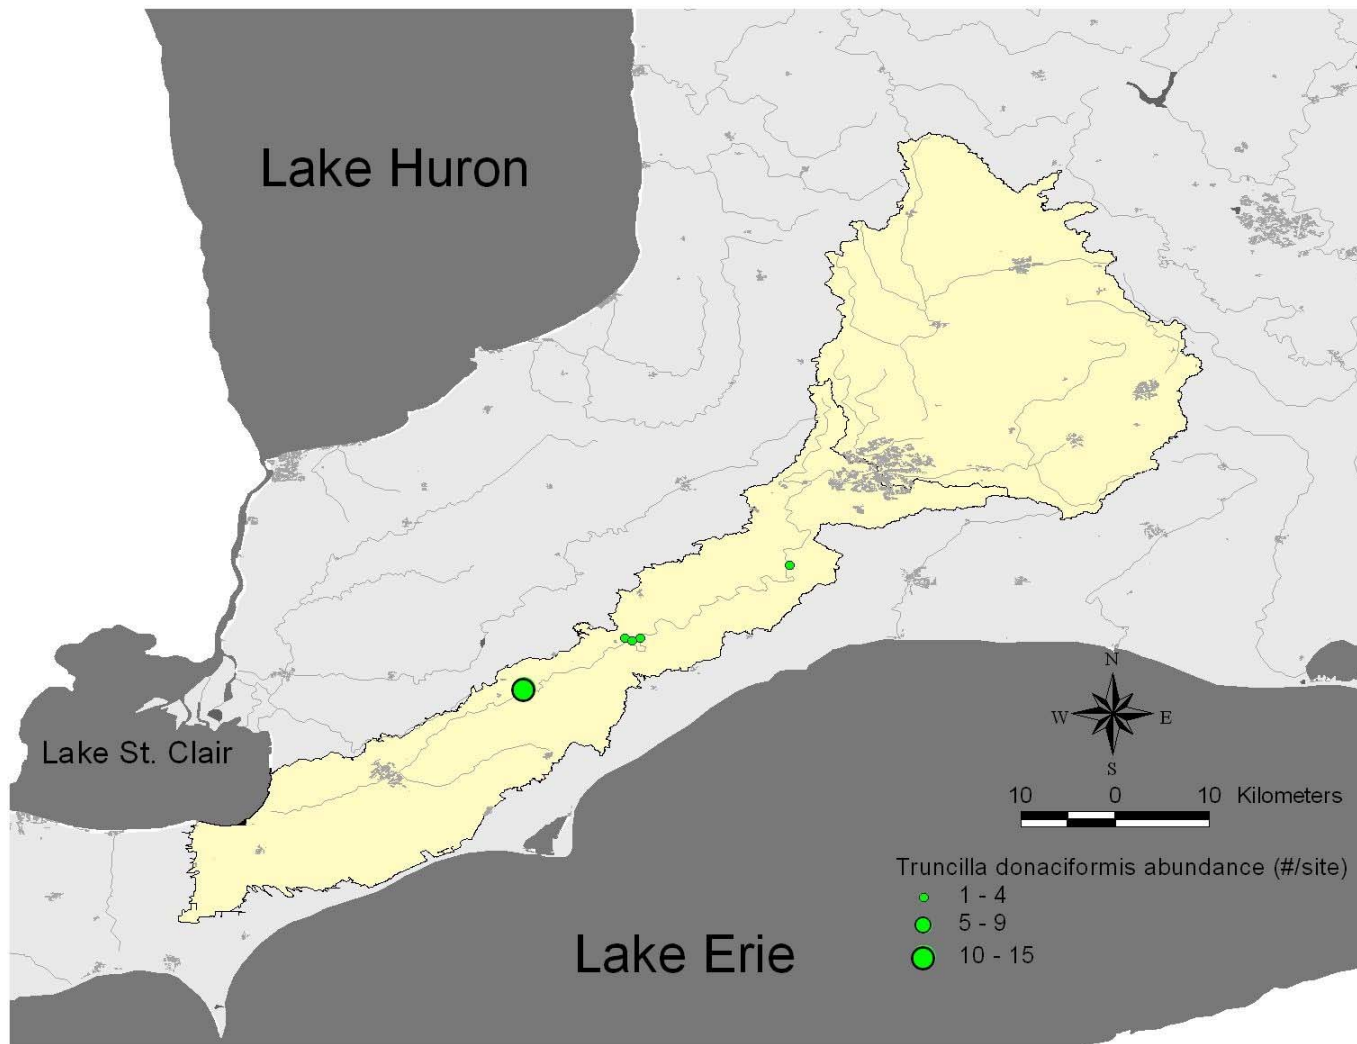 Lake Huron
Lake St. Clair
N
W E
S
10 0 10 Kilometers
Truncilla donaciformis abundance (#/site)
1 - 4
5 - 9
10 - 15
Lake Erie